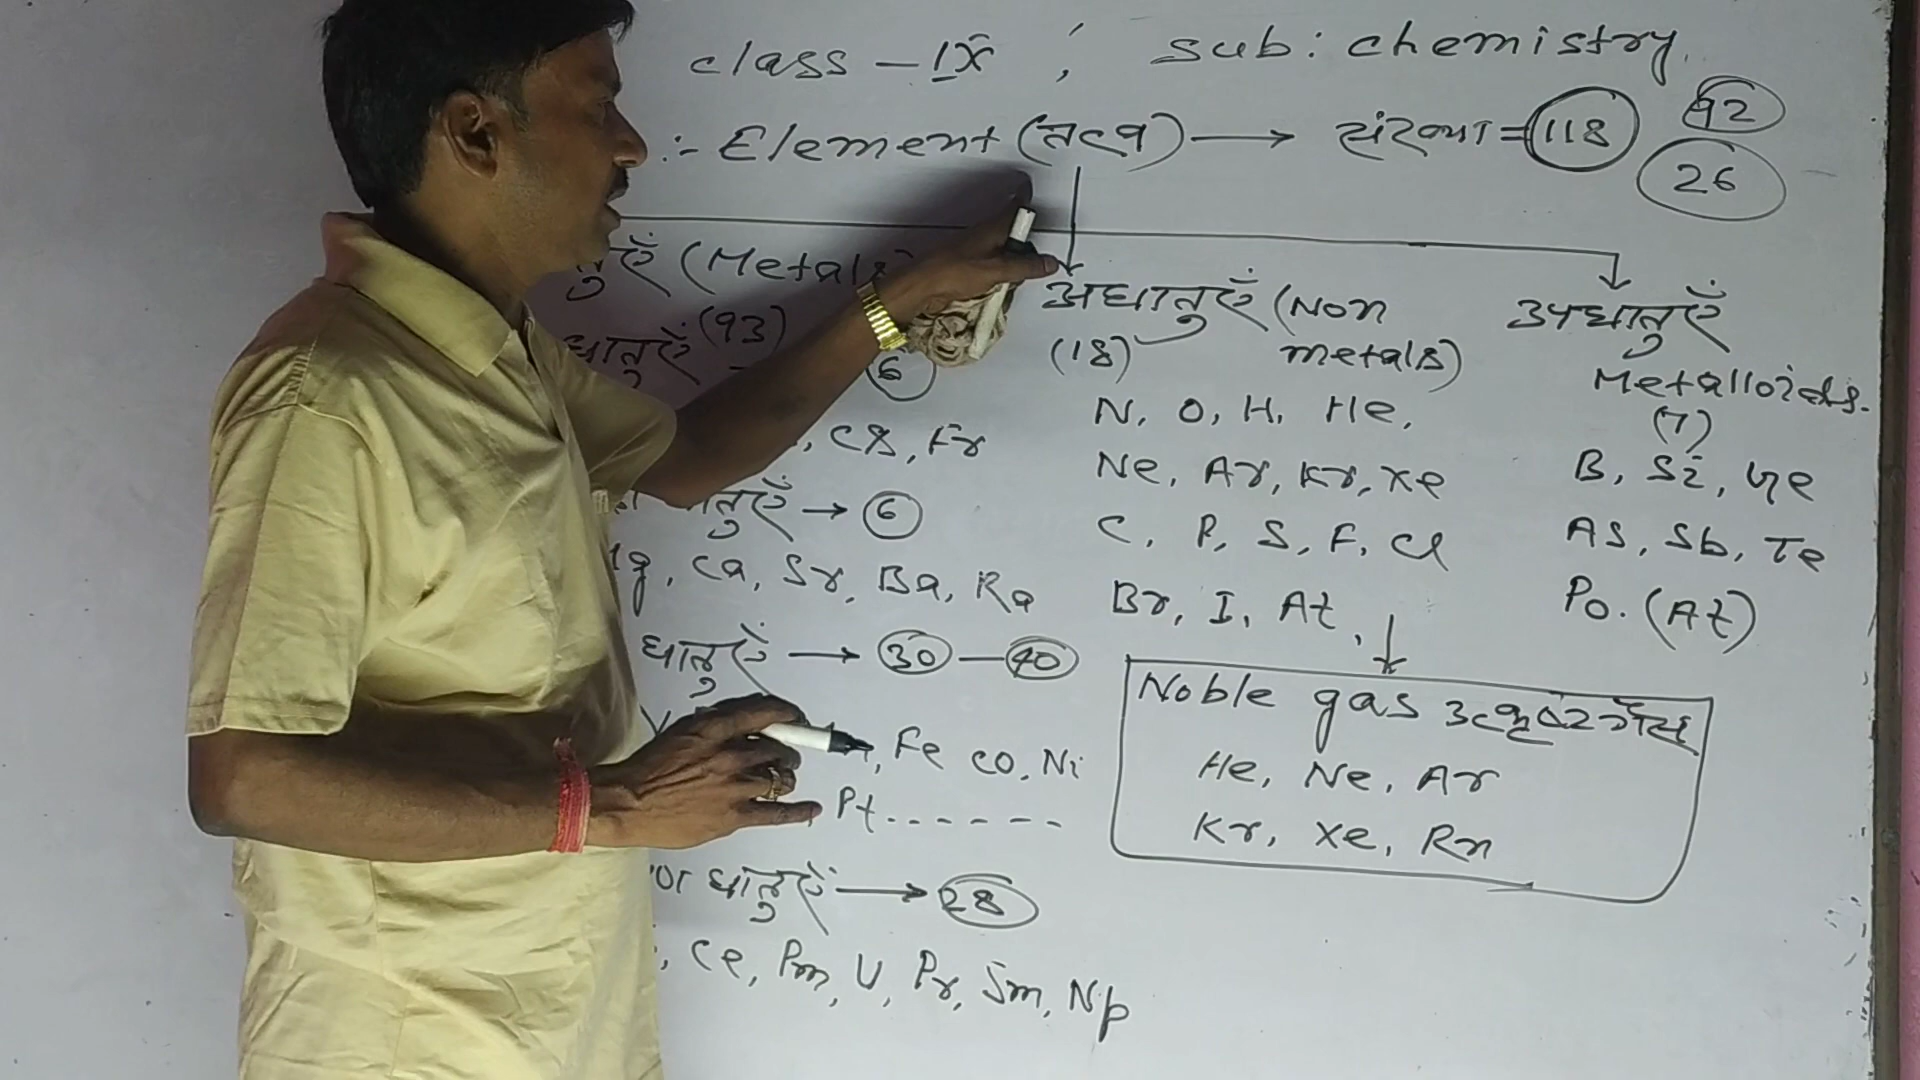 class - IX ; sub: chemistry.
:- Element (तत्व) → संख्या = 118 92
26
(Metals)
अधातुएँ (Non metals)
(18)
उपधातुएँ
Metalloids.
(7)
धातुएँ (93)
6
, Cs, Fr
→ 6
, Ca, Sr, Ba, Ra
धातुएँ → 30 - 40
, Fe Co, Ni
Pt. - - - - - -
धातुएँ → 28
, Ce, Pm, U, Pr, Sm, Np
N, O, H, He,
Ne, Ar, Kr, Xe
C, P, S, F, Cl
Br, I, At,
B, Si, Ge
As, Sb, Te
Po. (At)
Noble gas उत्कृष्ट गैस
He, Ne, Ar
Kr, Xe, Rn